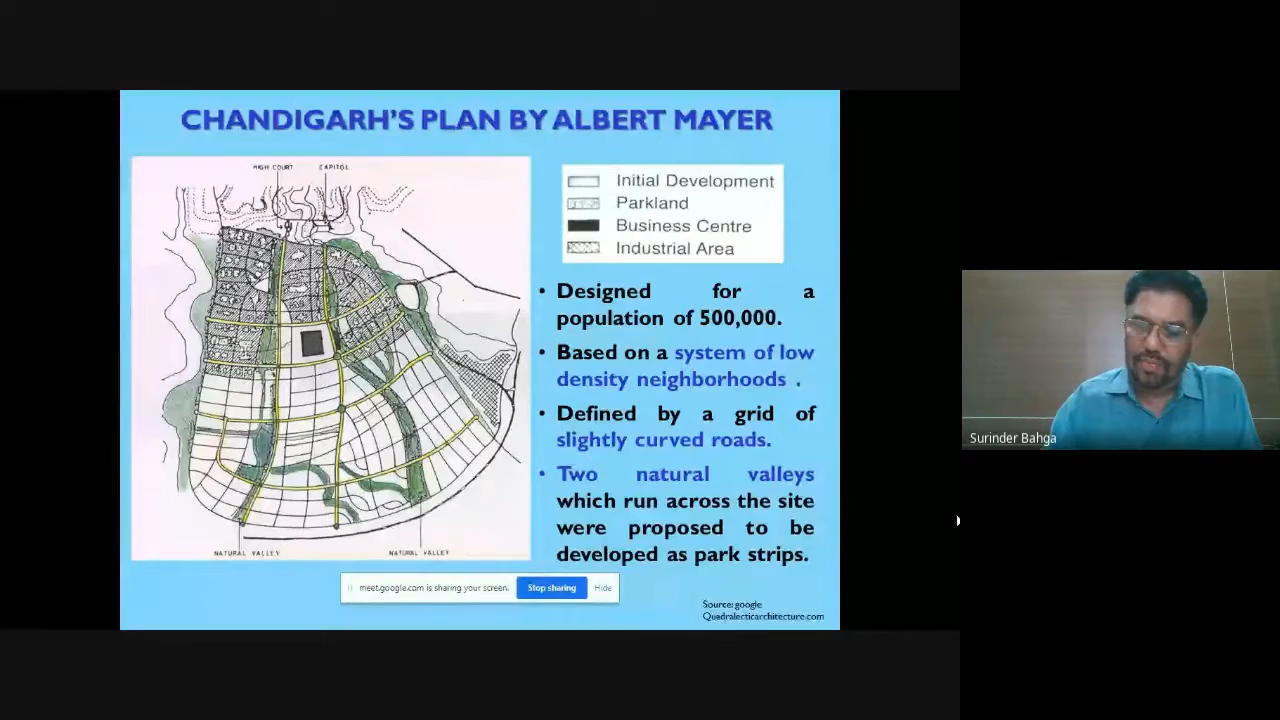 CHANDIGARH'S PLAN BY ALBERT MAYER
HIGH COURT
CAPITOL
NATURAL VALLEY
NATURAL VALLEY
Initial Development
Parkland
Business Centre
Industrial Area
• Designed for a
population of 500,000.
• Based on a system of low
density neighborhoods .
• Defined by a grid of
slightly curved roads.
• Two natural valleys
which run across the site
were proposed to be
developed as park strips.
meet.google.com is sharing your screen. Stop sharing Hide
Source: google
Quadralecticarchitecture.com
Surinder Bahga